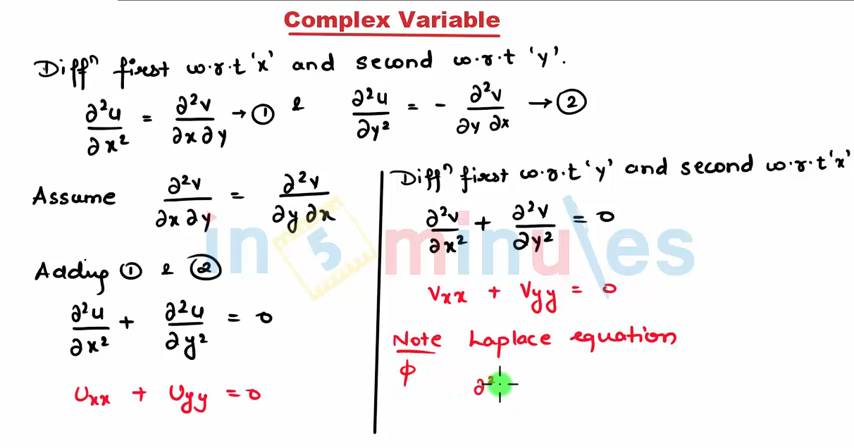 Complex Variable
Diffⁿ first w.r.t 'x' and second w.r.t 'y'.
∂²u/∂x² = ∂²v/∂x∂y → ① & ∂²u/∂y² = - ∂²v/∂y ∂x → ②
Assume ∂²v/∂x∂y = ∂²v/∂y ∂x
Adding ① & ②
∂²u/∂x² + ∂²u/∂y² = 0
Uxx + Uyy = 0
Diffⁿ first w.r.t 'y' and second w.r.t 'x'
∂²v/∂x² + ∂²v/∂y² = 0
Vxx + Vyy = 0
Note Laplace equation
ϕ ∂²
in 5 minutes